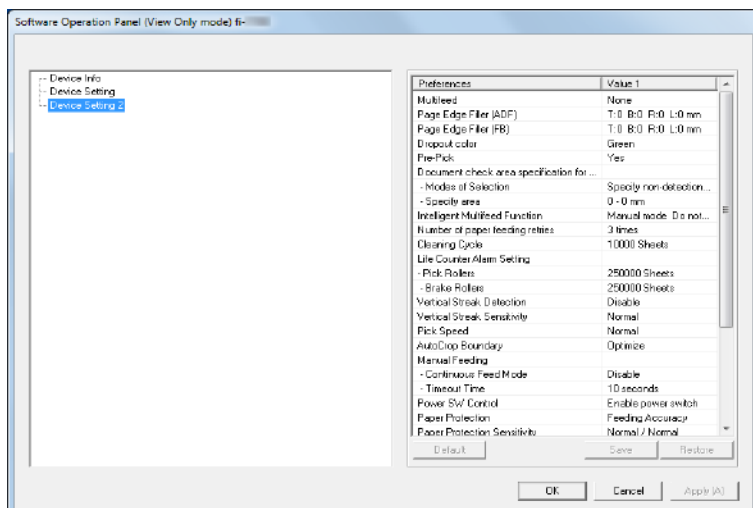 Software Operation Panel (View Only mode) fi-
Device Info
Device Setting
Device Setting 2
Preferences Value 1
Multifeed None
Page Edge Filler (ADF) T:0 B:0 R:0 L:0 mm
Page Edge Filler (FB) T:0 B:0 R:0 L:0 mm
Dropout color Green
Pre-Pick Yes
Document check area specification for ...
- Modes of Selection Specify non-detection...
- Specify area 0 - 0 mm
Intelligent Multifeed Function Manual mode Do not...
Number of paper feeding retries 3 times
Cleaning Cycle 10000 Sheets
Life Counter Alarm Setting
- Pick Rollers 250000 Sheets
- Brake Rollers 250000 Sheets
Vertical Streak Detection Disable
Vertical Streak Sensitivity Normal
Pick Speed Normal
AutoCrop Boundary Optimize
Manual Feeding
- Continuous Feed Mode Disable
- Timeout Time 10 seconds
Power SW Control Enable power switch
Paper Protection Feeding Accuracy
Paper Protection Sensitivity Normal / Normal
Default Save Restore
OK Cancel Apply (A)